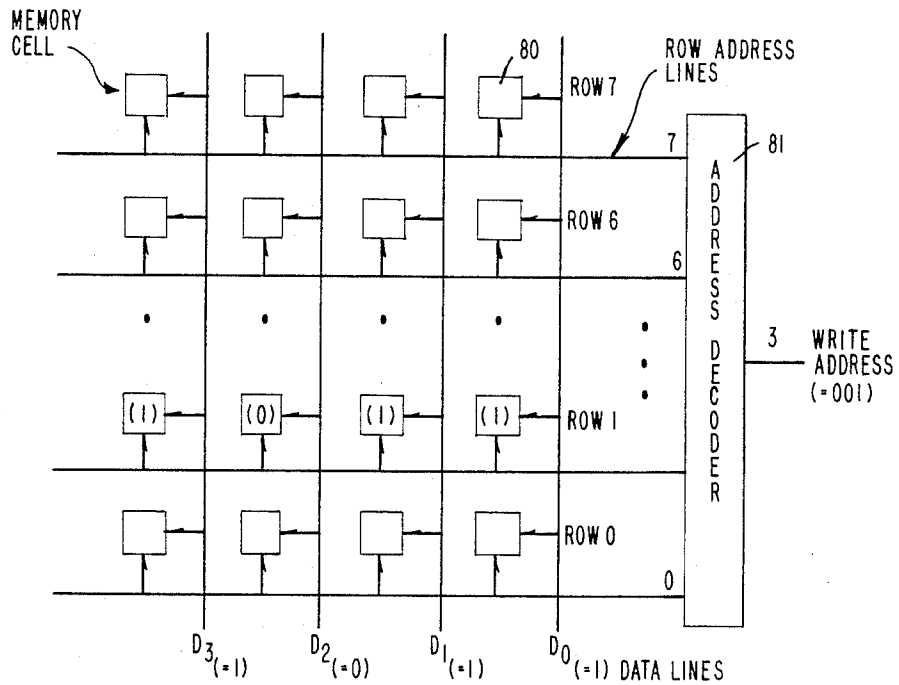 MEMORY
CELL
80
ROW 7
ROW ADDRESS
LINES
7
81
ROW 6
6
ADDRESS DECODER
3
WRITE
ADDRESS
(=001)
(1) (0) (1) (1)
ROW 1
ROW 0
0
D3 (=1) D2 (=0) D1 (=1) D0 (=1) DATA LINES